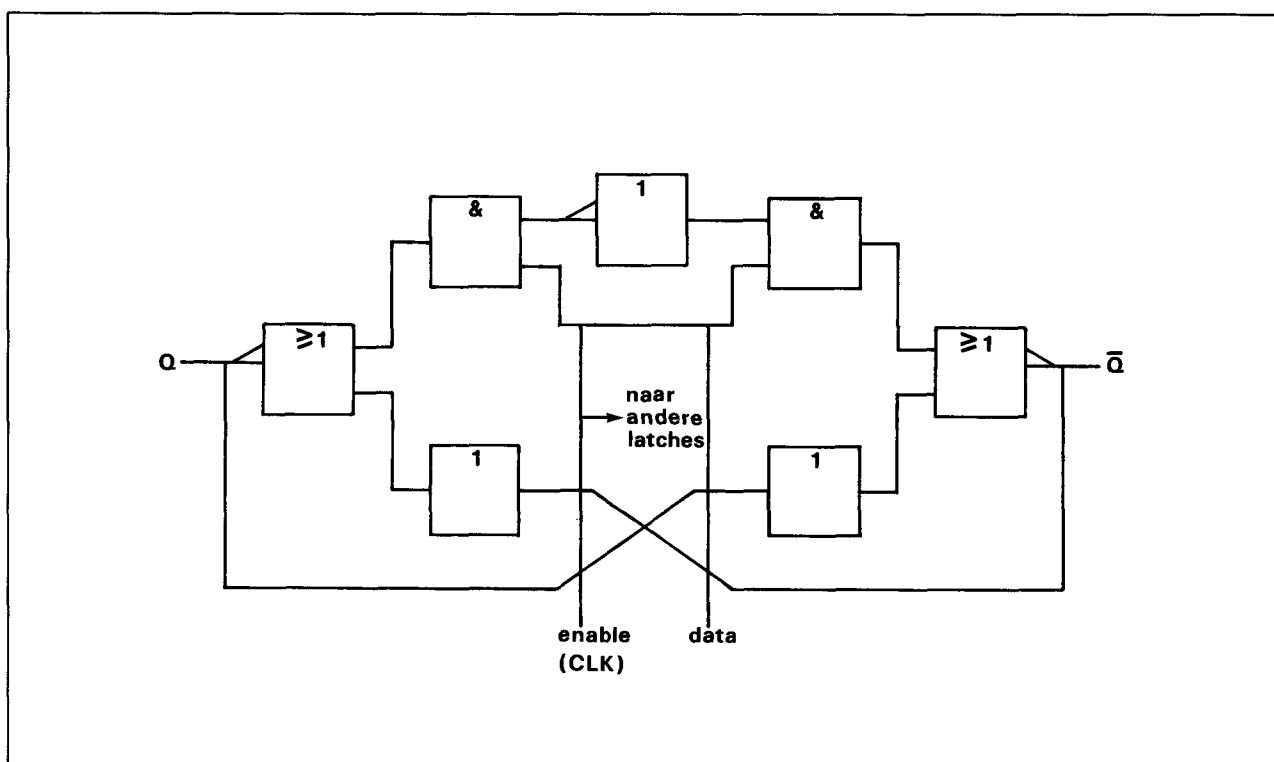 1
&
&
≥1
≥1
Q
Q̅
naar
andere
latches
1
1
enable
(CLK)
data